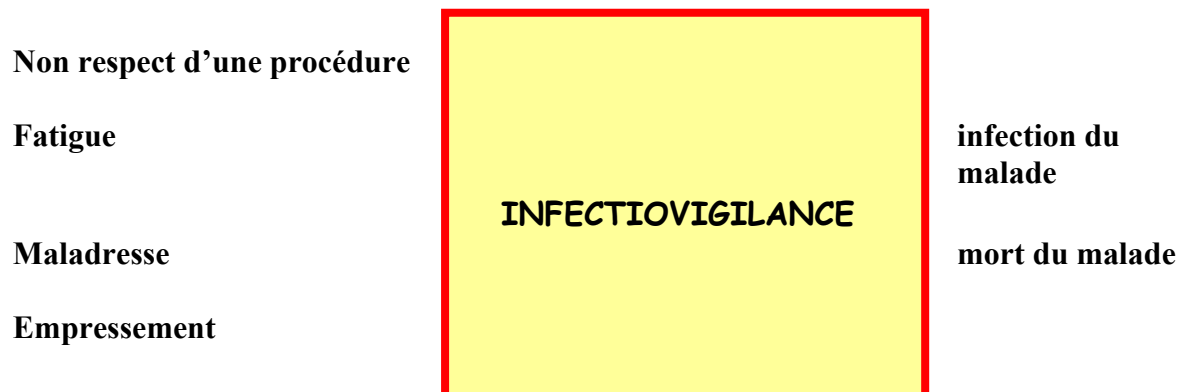 Non respect d’une procédure
Fatigue
Maladresse
Empressement
INFECTIOVIGILANCE
infection du
malade
mort du malade